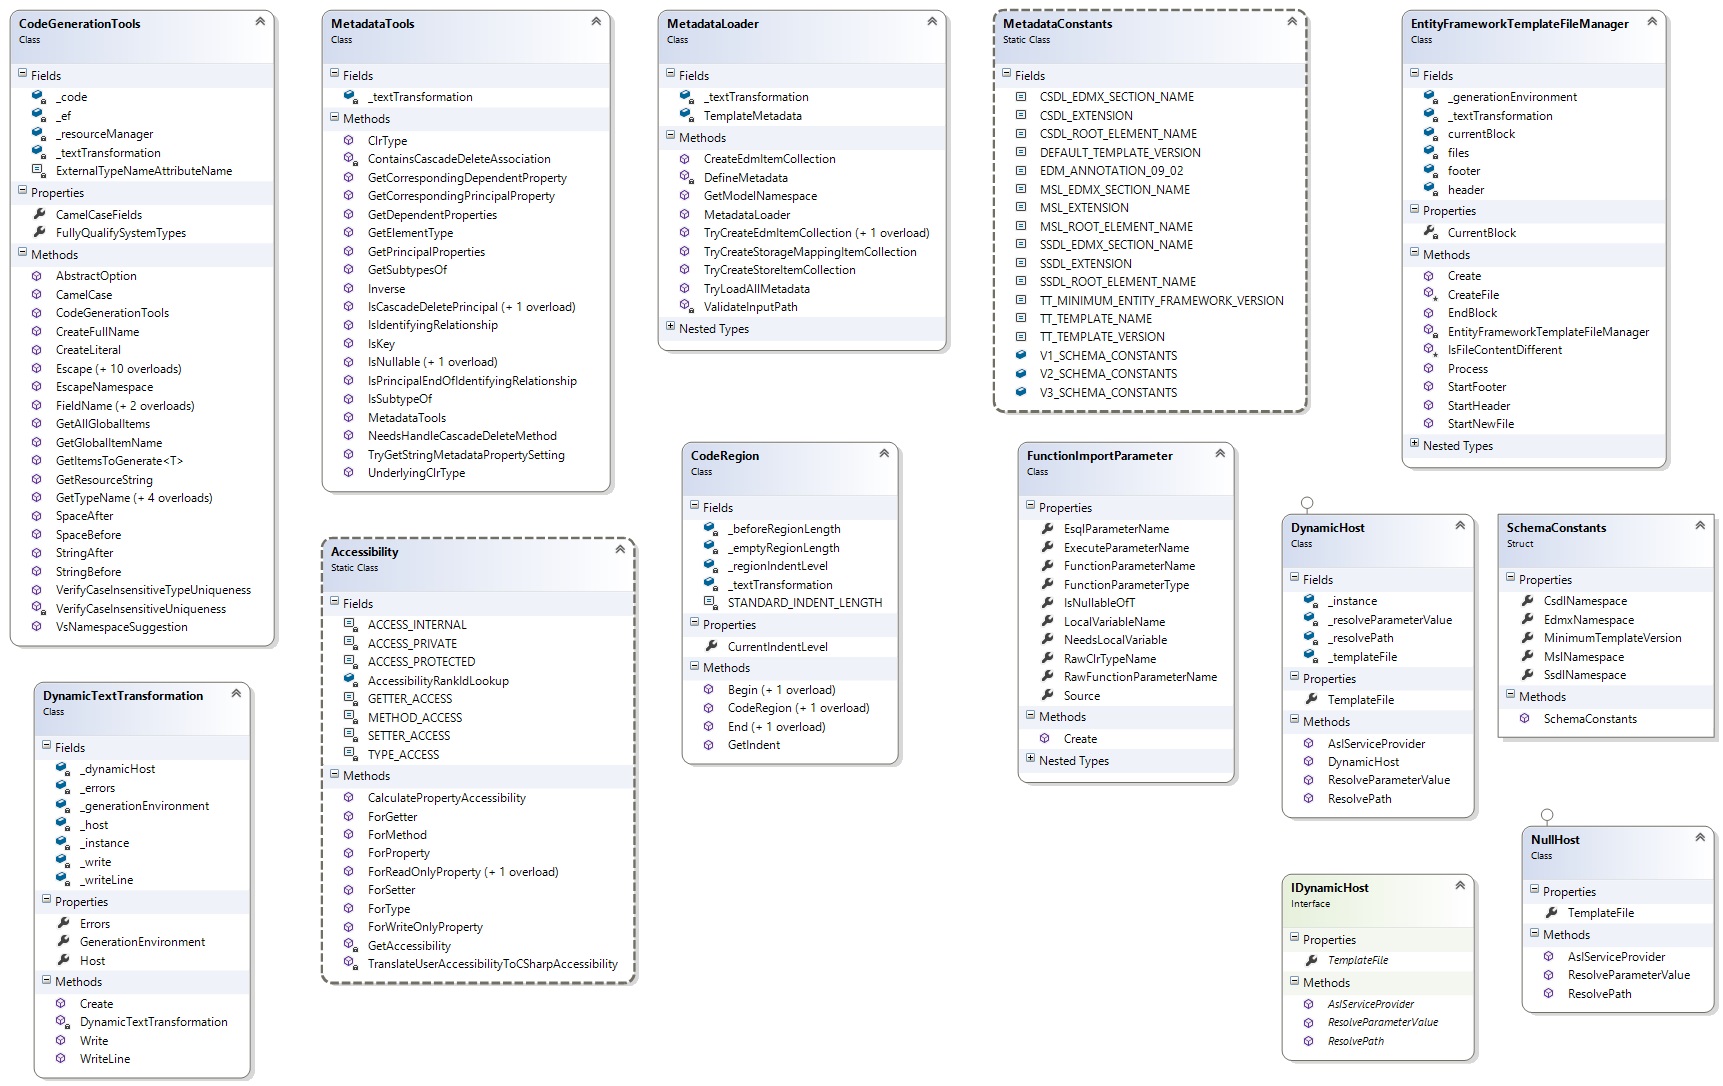 CodeGenerationTools
Class
Fields
_code
_ef
_resourceManager
_textTransformation
ExternalTypeNameAttributeName
Properties
CamelCaseFields
FullyQualifySystemTypes
Methods
AbstractOption
CamelCase
CodeGenerationTools
CreateFullName
CreateLiteral
Escape (+ 10 overloads)
EscapeNamespace
FieldName (+ 2 overloads)
GetAllGlobalItems
GetGlobalItemName
GetItemsToGenerate<T>
GetResourceString
GetTypeName (+ 4 overloads)
SpaceAfter
SpaceBefore
StringAfter
StringBefore
VerifyCaseInsensitiveTypeUniqueness
VerifyCaseInsensitiveUniqueness
VsNamespaceSuggestion
DynamicTextTransformation
Class
Fields
_dynamicHost
_errors
_generationEnvironment
_host
_instance
_write
_writeLine
Properties
Errors
GenerationEnvironment
Host
Methods
Create
DynamicTextTransformation
Write
WriteLine
MetadataTools
Class
Fields
_textTransformation
Methods
ClrType
ContainsCascadeDeleteAssociation
GetCorrespondingDependentProperty
GetCorrespondingPrincipalProperty
GetDependentProperties
GetElementType
GetPrincipalProperties
GetSubtypesOf
Inverse
IsCascadeDeletePrincipal (+ 1 overload)
IsIdentifyingRelationship
IsKey
IsNullable (+ 1 overload)
IsPrincipalEndOfIdentifyingRelationship
IsSubtypeOf
MetadataTools
NeedsHandleCascadeDeleteMethod
TryGetStringMetadataPropertySetting
UnderlyingClrType
Accessibility
Static Class
Fields
ACCESS_INTERNAL
ACCESS_PRIVATE
ACCESS_PROTECTED
AccessibilityRankIdLookup
GETTER_ACCESS
METHOD_ACCESS
SETTER_ACCESS
TYPE_ACCESS
Methods
CalculatePropertyAccessibility
ForGetter
ForMethod
ForProperty
ForReadOnlyProperty (+ 1 overload)
ForSetter
ForType
ForWriteOnlyProperty
GetAccessibility
TranslateUserAccessibilityToCSharpAccessibility
MetadataLoader
Class
Fields
_textTransformation
TemplateMetadata
Methods
CreateEdmItemCollection
DefineMetadata
GetModelNamespace
MetadataLoader
TryCreateEdmItemCollection (+ 1 overload)
TryCreateStorageMappingItemCollection
TryCreateStoreItemCollection
TryLoadAllMetadata
ValidateInputPath
Nested Types
CodeRegion
Class
Fields
_beforeRegionLength
_emptyRegionLength
_regionIndentLevel
_textTransformation
STANDARD_INDENT_LENGTH
Properties
CurrentIndentLevel
Methods
Begin (+ 1 overload)
CodeRegion (+ 1 overload)
End (+ 1 overload)
GetIndent
MetadataConstants
Static Class
Fields
CSDL_EDMX_SECTION_NAME
CSDL_EXTENSION
CSDL_ROOT_ELEMENT_NAME
DEFAULT_TEMPLATE_VERSION
EDM_ANNOTATION_09_02
MSL_EDMX_SECTION_NAME
MSL_EXTENSION
MSL_ROOT_ELEMENT_NAME
SSDL_EDMX_SECTION_NAME
SSDL_EXTENSION
SSDL_ROOT_ELEMENT_NAME
TT_MINIMUM_ENTITY_FRAMEWORK_VERSION
TT_TEMPLATE_NAME
TT_TEMPLATE_VERSION
V1_SCHEMA_CONSTANTS
V2_SCHEMA_CONSTANTS
V3_SCHEMA_CONSTANTS
FunctionImportParameter
Class
Properties
EsqlParameterName
ExecuteParameterName
FunctionParameterName
FunctionParameterType
IsNullableOfT
LocalVariableName
NeedsLocalVariable
RawClrTypeName
RawFunctionParameterName
Source
Methods
Create
Nested Types
EntityFrameworkTemplateFileManager
Class
Fields
_generationEnvironment
_textTransformation
currentBlock
files
footer
header
Properties
CurrentBlock
Methods
Create
CreateFile
EndBlock
EntityFrameworkTemplateFileManager
IsFileContentDifferent
Process
StartFooter
StartHeader
StartNewFile
Nested Types
DynamicHost
Class
Fields
_instance
_resolveParameterValue
_resolvePath
_templateFile
Properties
TemplateFile
Methods
AsIServiceProvider
DynamicHost
ResolveParameterValue
ResolvePath
SchemaConstants
Struct
Properties
CsdlNamespace
EdmxNamespace
MinimumTemplateVersion
MslNamespace
SsdlNamespace
Methods
SchemaConstants
IDynamicHost
Interface
Properties
TemplateFile
Methods
AsIServiceProvider
ResolveParameterValue
ResolvePath
NullHost
Class
Properties
TemplateFile
Methods
AsIServiceProvider
ResolveParameterValue
ResolvePath